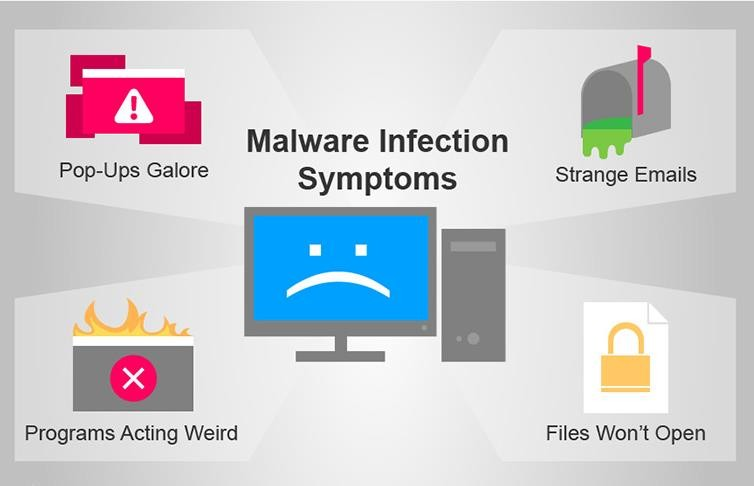 Malware Infection
Symptoms
Pop-Ups Galore
Strange Emails
Programs Acting Weird
Files Won’t Open